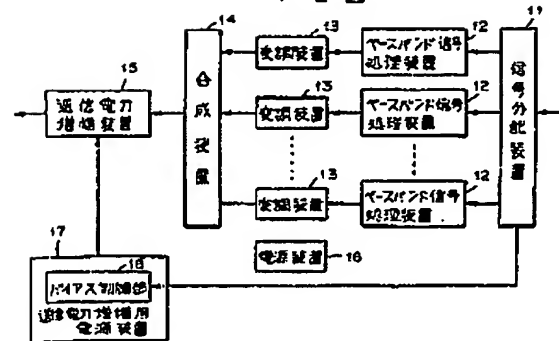 14
13
12
11
変調装置
ベースバンド信号
処理装置
15
送信電力
増幅装置
合成装置
13
変調装置
12
ベースバンド信号
処理装置
信号分配装置
13
変調装置
12
ベースバンド信号
処理装置
17
18
電源装置
16
バイアス制御部
送信電力増幅用
電源装置